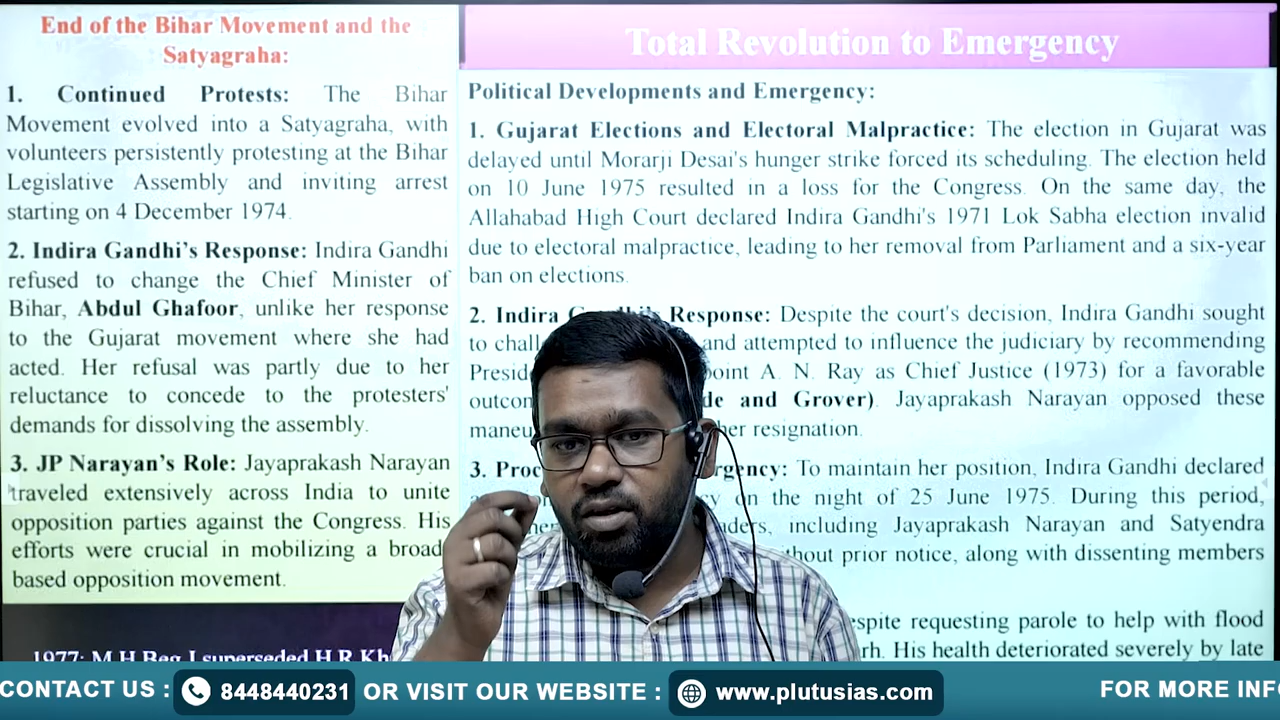 End of the Bihar Movement and the
Satyagraha:
1. Continued Protests: The Bihar
Movement evolved into a Satyagraha, with
volunteers persistently protesting at the Bihar
Legislative Assembly and inviting arrest
starting on 4 December 1974.
2. Indira Gandhi's Response: Indira Gandhi
refused to change the Chief Minister of
Bihar, Abdul Ghafoor, unlike her response
to the Gujarat movement where she had
acted. Her refusal was partly due to her
reluctance to concede to the protesters'
demands for dissolving the assembly.
3. JP Narayan's Role: Jayaprakash Narayan
traveled extensively across India to unite
opposition parties against the Congress. His
efforts were crucial in mobilizing a broad
based opposition movement.
1977: M.H.Beg J superseded H.R.Kh
Total Revolution to Emergency
Political Developments and Emergency:
1. Gujarat Elections and Electoral Malpractice: The election in Gujarat was
delayed until Morarji Desai's hunger strike forced its scheduling. The election held
on 10 June 1975 resulted in a loss for the Congress. On the same day, the
Allahabad High Court declared Indira Gandhi's 1971 Lok Sabha election invalid
due to electoral malpractice, leading to her removal from Parliament and a six-year
ban on elections.
2. Indira Gandhi's Response: Despite the court's decision, Indira Gandhi sought
to chall and attempted to influence the judiciary by recommending
Presid point A. N. Ray as Chief Justice (1973) for a favorable
outcon de and Grover). Jayaprakash Narayan opposed these
maneu her resignation.
3. Proc rgency: To maintain her position, Indira Gandhi declared
cy on the night of 25 June 1975. During this period,
ders, including Jayaprakash Narayan and Satyendra
thout prior notice, along with dissenting members
spite requesting parole to help with flood
rh. His health deteriorated severely by late
CONTACT US : 8448440231 OR VISIT OUR WEBSITE : www.plutusias.com FOR MORE INFO